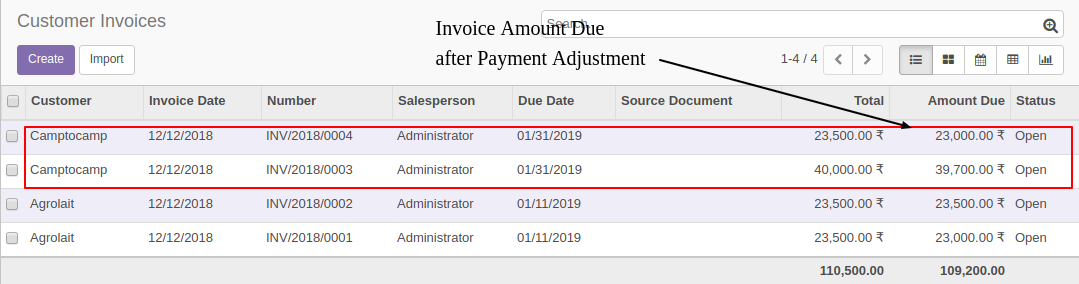 Customer Invoices
Search...
Invoice Amount Due
after Payment Adjustment
Create Import
1-4 / 4
Customer Invoice Date Number Salesperson Due Date Source Document Total Amount Due Status
Camptocamp 12/12/2018 INV/2018/0004 Administrator 01/31/2019 23,500.00 ₹ 23,000.00 ₹ Open
Camptocamp 12/12/2018 INV/2018/0003 Administrator 01/31/2019 40,000.00 ₹ 39,700.00 ₹ Open
Agrolait 12/12/2018 INV/2018/0002 Administrator 01/11/2019 23,500.00 ₹ 23,500.00 ₹ Open
Agrolait 12/12/2018 INV/2018/0001 Administrator 01/11/2019 23,500.00 ₹ 23,000.00 ₹ Open
110,500.00 109,200.00